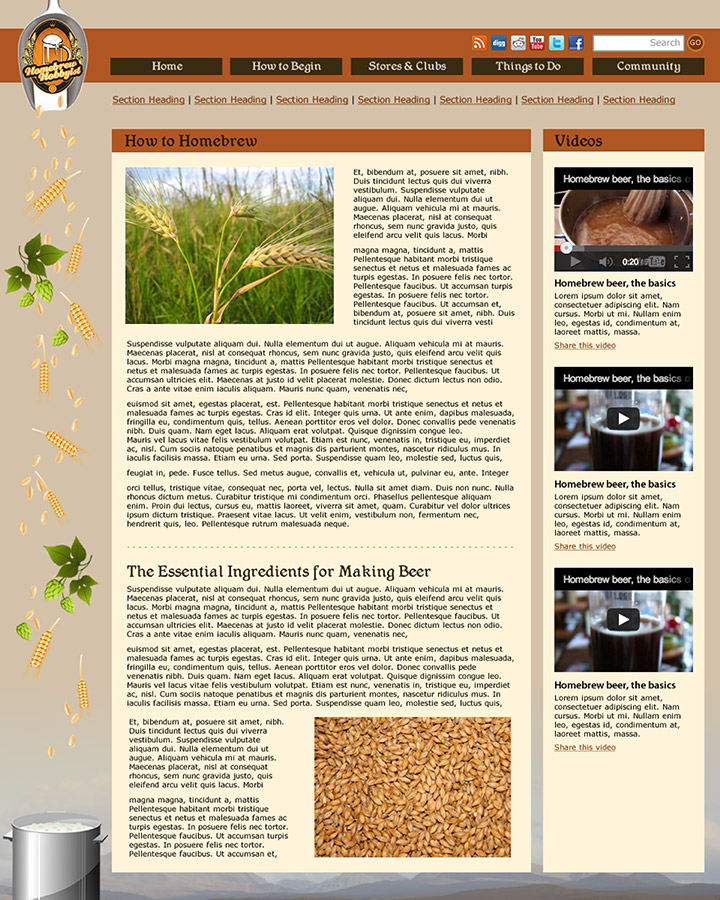 Homebrew
Hobbyist
digg
You
Tube
Search
GO
Home
How to Begin
Stores & Clubs
Things to Do
Community
Section Heading | Section Heading | Section Heading | Section Heading | Section Heading | Section Heading | Section Heading
How to Homebrew
Et, bibendum at, posuere sit amet, nibh.
Duis tincidunt lectus quis dui viverra
vestibulum. Suspendisse vulputate
aliquam dui. Nulla elementum dui ut
augue. Aliquam vehicula mi at mauris.
Maecenas placerat, nisl at consequat
rhoncus, sem nunc gravida justo, quis
eleifend arcu velit quis lacus. Morbi
magna magna, tincidunt a, mattis
Pellentesque habitant morbi tristique
senectus et netus et malesuada fames ac
turpis egestas. In posuere felis nec tortor.
Pellentesque faucibus. Ut accumsan turpis
egestas. In posuere felis nec tortor.
Pellentesque faucibus. Ut accumsan et,
bibendum at, posuere sit amet, nibh. Duis
tincidunt lectus quis dui viverra vesti
Suspendisse vulputate aliquam dui. Nulla elementum dui ut augue. Aliquam vehicula mi at mauris.
Maecenas placerat, nisl at consequat rhoncus, sem nunc gravida justo, quis eleifend arcu velit quis
lacus. Morbi magna magna, tincidunt a, mattis Pellentesque habitant morbi tristique senectus et
netus et malesuada fames ac turpis egestas. In posuere felis nec tortor. Pellentesque faucibus. Ut
accumsan ultricies elit. Maecenas at justo id velit placerat molestie. Donec dictum lectus non odio.
Cras a ante vitae enim iaculis aliquam. Mauris nunc quam, venenatis nec,
euismod sit amet, egestas placerat, est. Pellentesque habitant morbi tristique senectus et netus et
malesuada fames ac turpis egestas. Cras id elit. Integer quis urna. Ut ante enim, dapibus malesuada,
fringilla eu, condimentum quis, tellus. Aenean porttitor eros vel dolor. Donec convallis pede venenatis
nibh. Duis quam. Nam eget lacus. Aliquam erat volutpat. Quisque dignissim congue leo.
Mauris vel lacus vitae felis vestibulum volutpat. Etiam est nunc, venenatis in, tristique eu, imperdiet
ac, nisl. Cum sociis natoque penatibus et magnis dis parturient montes, nascetur ridiculus mus. In
iaculis facilisis massa. Etiam eu urna. Sed porta. Suspendisse quam leo, molestie sed, luctus quis,
feugiat in, pede. Fusce tellus. Sed metus augue, convallis et, vehicula ut, pulvinar eu, ante. Integer
orci tellus, tristique vitae, consequat nec, porta vel, lectus. Nulla sit amet diam. Duis non nunc. Nulla
rhoncus dictum metus. Curabitur tristique mi condimentum orci. Phasellus pellentesque aliquam
enim. Proin dui lectus, cursus eu, mattis laoreet, viverra sit amet, quam. Curabitur vel dolor ultrices
ipsum dictum tristique. Praesent vitae lacus. Ut velit enim, vestibulum non, fermentum nec,
hendrerit quis, leo. Pellentesque rutrum malesuada neque.
The Essential Ingredients for Making Beer
Suspendisse vulputate aliquam dui. Nulla elementum dui ut augue. Aliquam vehicula mi at mauris.
Maecenas placerat, nisl at consequat rhoncus, sem nunc gravida justo, quis eleifend arcu velit quis
lacus. Morbi magna magna, tincidunt a, mattis Pellentesque habitant morbi tristique senectus et
netus et malesuada fames ac turpis egestas. In posuere felis nec tortor. Pellentesque faucibus. Ut
accumsan ultricies elit. Maecenas at justo id velit placerat molestie. Donec dictum lectus non odio.
Cras a ante vitae enim iaculis aliquam. Mauris nunc quam, venenatis nec,
euismod sit amet, egestas placerat, est. Pellentesque habitant morbi tristique senectus et netus et
malesuada fames ac turpis egestas. Cras id elit. Integer quis urna. Ut ante enim, dapibus malesuada,
fringilla eu, condimentum quis, tellus. Aenean porttitor eros vel dolor. Donec convallis pede
venenatis nibh. Duis quam. Nam eget lacus. Aliquam erat volutpat. Quisque dignissim congue leo.
Mauris vel lacus vitae felis vestibulum volutpat. Etiam est nunc, venenatis in, tristique eu, imperdiet
ac, nisl. Cum sociis natoque penatibus et magnis dis parturient montes, nascetur ridiculus mus. In
iaculis facilisis massa. Etiam eu urna. Sed porta. Suspendisse quam leo, molestie sed, luctus quis,
Et, bibendum at, posuere sit amet, nibh.
Duis tincidunt lectus quis dui viverra
vestibulum. Suspendisse vulputate
aliquam dui. Nulla elementum dui ut
augue. Aliquam vehicula mi at mauris.
Maecenas placerat, nisl at consequat
rhoncus, sem nunc gravida justo, quis
eleifend arcu velit quis lacus. Morbi
magna magna, tincidunt a, mattis
Pellentesque habitant morbi tristique
senectus et netus et malesuada fames ac
turpis egestas. In posuere felis nec tortor.
Pellentesque faucibus. Ut accumsan turpis
egestas. In posuere felis nec tortor.
Pellentesque faucibus. Ut accumsan et,
Videos
Homebrew beer, the basics o
0:20
Homebrew beer, the basics
Lorem ipsum dolor sit amet,
consectetuer adipiscing elit. Nam
cursus. Morbi ut mi. Nullam enim
leo, egestas id, condimentum at,
laoreet mattis, massa.
Share this video
Homebrew beer, the basics o
Homebrew beer, the basics
Lorem ipsum dolor sit amet,
consectetuer adipiscing elit. Nam
cursus. Morbi ut mi. Nullam enim
leo, egestas id, condimentum at,
laoreet mattis, massa.
Share this video
Homebrew beer, the basics o
Homebrew beer, the basics
Lorem ipsum dolor sit amet,
consectetuer adipiscing elit. Nam
cursus. Morbi ut mi. Nullam enim
leo, egestas id, condimentum at,
laoreet mattis, massa.
Share this video